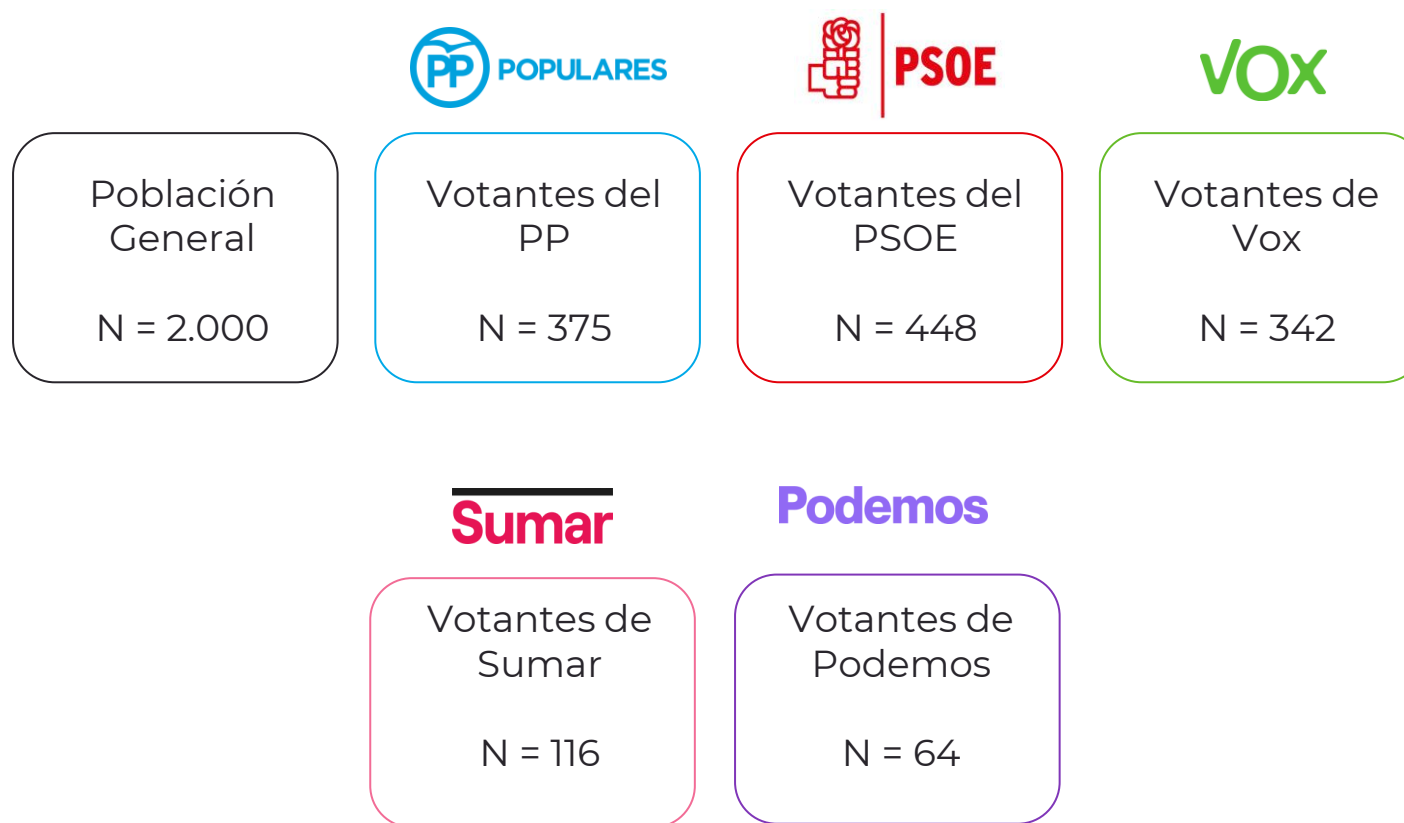 PP POPULARES
PSOE
VOX
Población
General
N = 2.000
Votantes del
PP
N = 375
Votantes del
PSOE
N = 448
Votantes de
Vox
N = 342
Sumar
Podemos
Votantes de
Sumar
N = 116
Votantes de
Podemos
N = 64